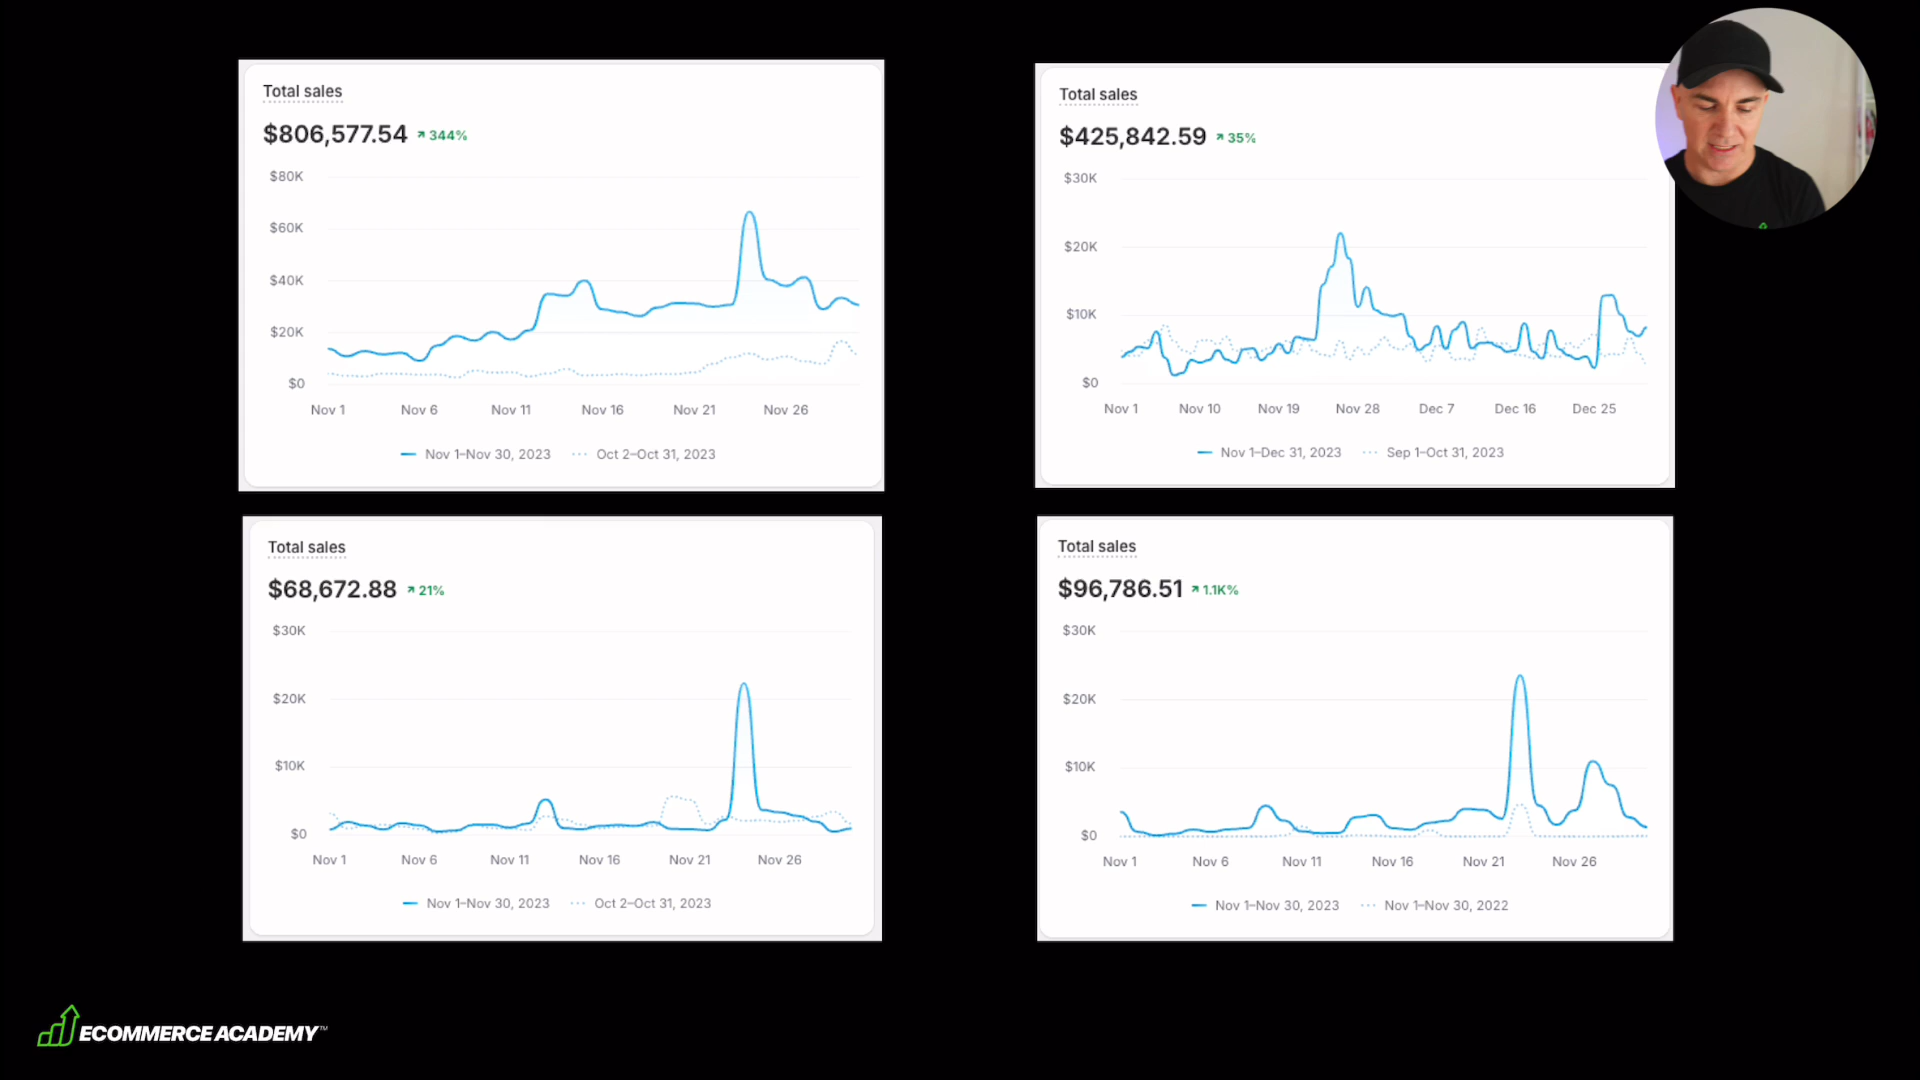 Total sales
$806,577.54 ↗ 344%
$80K
$60K
$40K
$20K
$0
Nov 1 Nov 6 Nov 11 Nov 16 Nov 21 Nov 26
Nov 1–Nov 30, 2023 Oct 2–Oct 31, 2023
Total sales
$425,842.59 ↗ 35%
$30K
$20K
$10K
$0
Nov 1 Nov 10 Nov 19 Nov 28 Dec 7 Dec 16 Dec 25
Nov 1–Dec 31, 2023 Sep 1–Oct 31, 2023
Total sales
$68,672.88 ↗ 21%
$30K
$20K
$10K
$0
Nov 1 Nov 6 Nov 11 Nov 16 Nov 21 Nov 26
Nov 1–Nov 30, 2023 Oct 2–Oct 31, 2023
Total sales
$96,786.51 ↗ 1.1K%
$30K
$20K
$10K
$0
Nov 1 Nov 6 Nov 11 Nov 16 Nov 21 Nov 26
Nov 1–Nov 30, 2023 Nov 1–Nov 30, 2022
ECOMMERCE ACADEMY™